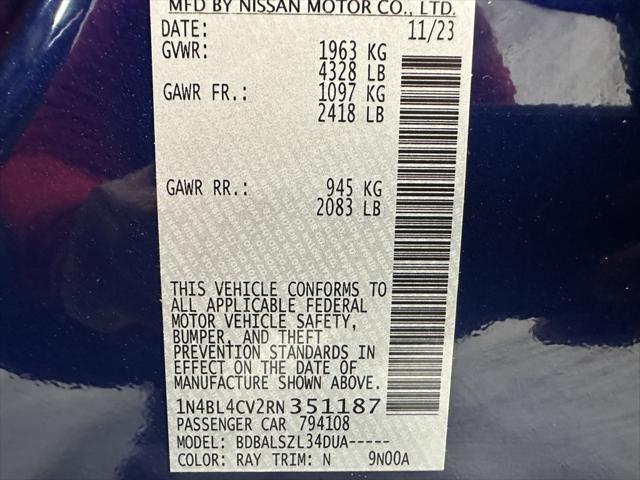 MFD BY NISSAN MOTOR CO., LTD.
DATE: 11/23
GVWR: 1963 KG
4328 LB
GAWR FR.: 1097 KG
2418 LB
GAWR RR.: 945 KG
2083 LB
THIS VEHICLE CONFORMS TO
ALL APPLICABLE FEDERAL
MOTOR VEHICLE SAFETY,
BUMPER, AND THEFT
PREVENTION STANDARDS IN
EFFECT ON THE DATE OF
MANUFACTURE SHOWN ABOVE.
1N4BL4CV2RN351187
PASSENGER CAR 794108
MODEL: BDBALSZL34DUA-----
COLOR: RAY TRIM: N 9N00A